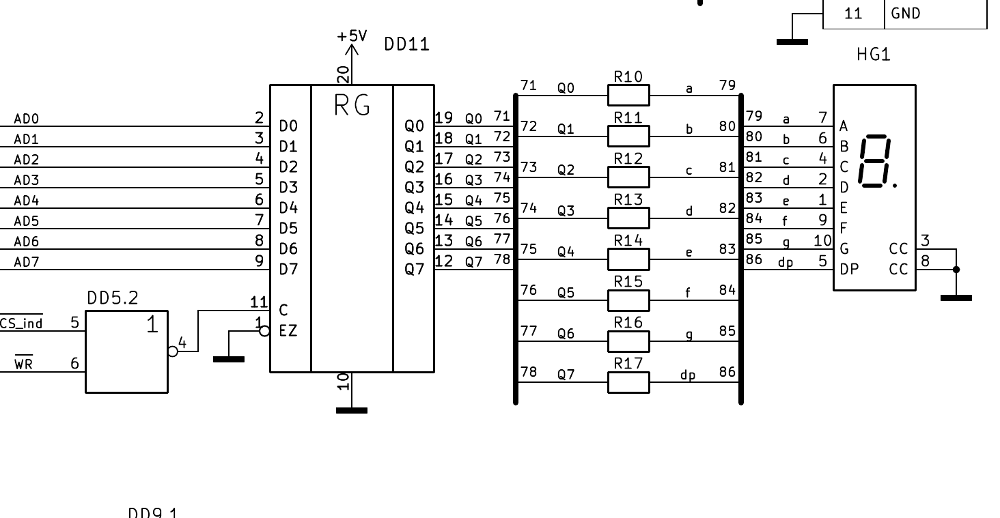 11 GND
+5V DD11
HG1
20
RG
71 Q0 R10 a 79
AD0 2 D0 Q0 19 Q0 71
AD1 3 D1 Q1 18 Q1 72
AD2 4 D2 Q2 17 Q2 73
AD3 5 D3 Q3 16 Q3 74
AD4 6 D4 Q4 15 Q4 75
AD5 7 D5 Q5 14 Q5 76
AD6 8 D6 Q6 13 Q6 77
AD7 9 D7 Q7 12 Q7 78
72 Q1 R11 b 80
73 Q2 R12 c 81
74 Q3 R13 d 82
75 Q4 R14 e 83
76 Q5 R15 f 84
77 Q6 R16 g 85
78 Q7 R17 dp 86
79 a 7 A
80 b 6 B
81 c 4 C
82 d 2 D
83 e 1 E
84 f 9 F
85 g 10 G CC 3
86 dp 5 DP CC 8
8.
DD5.2
11 C
CS_ind 5 1 4
1 EZ
WR 6
10
DD9.1